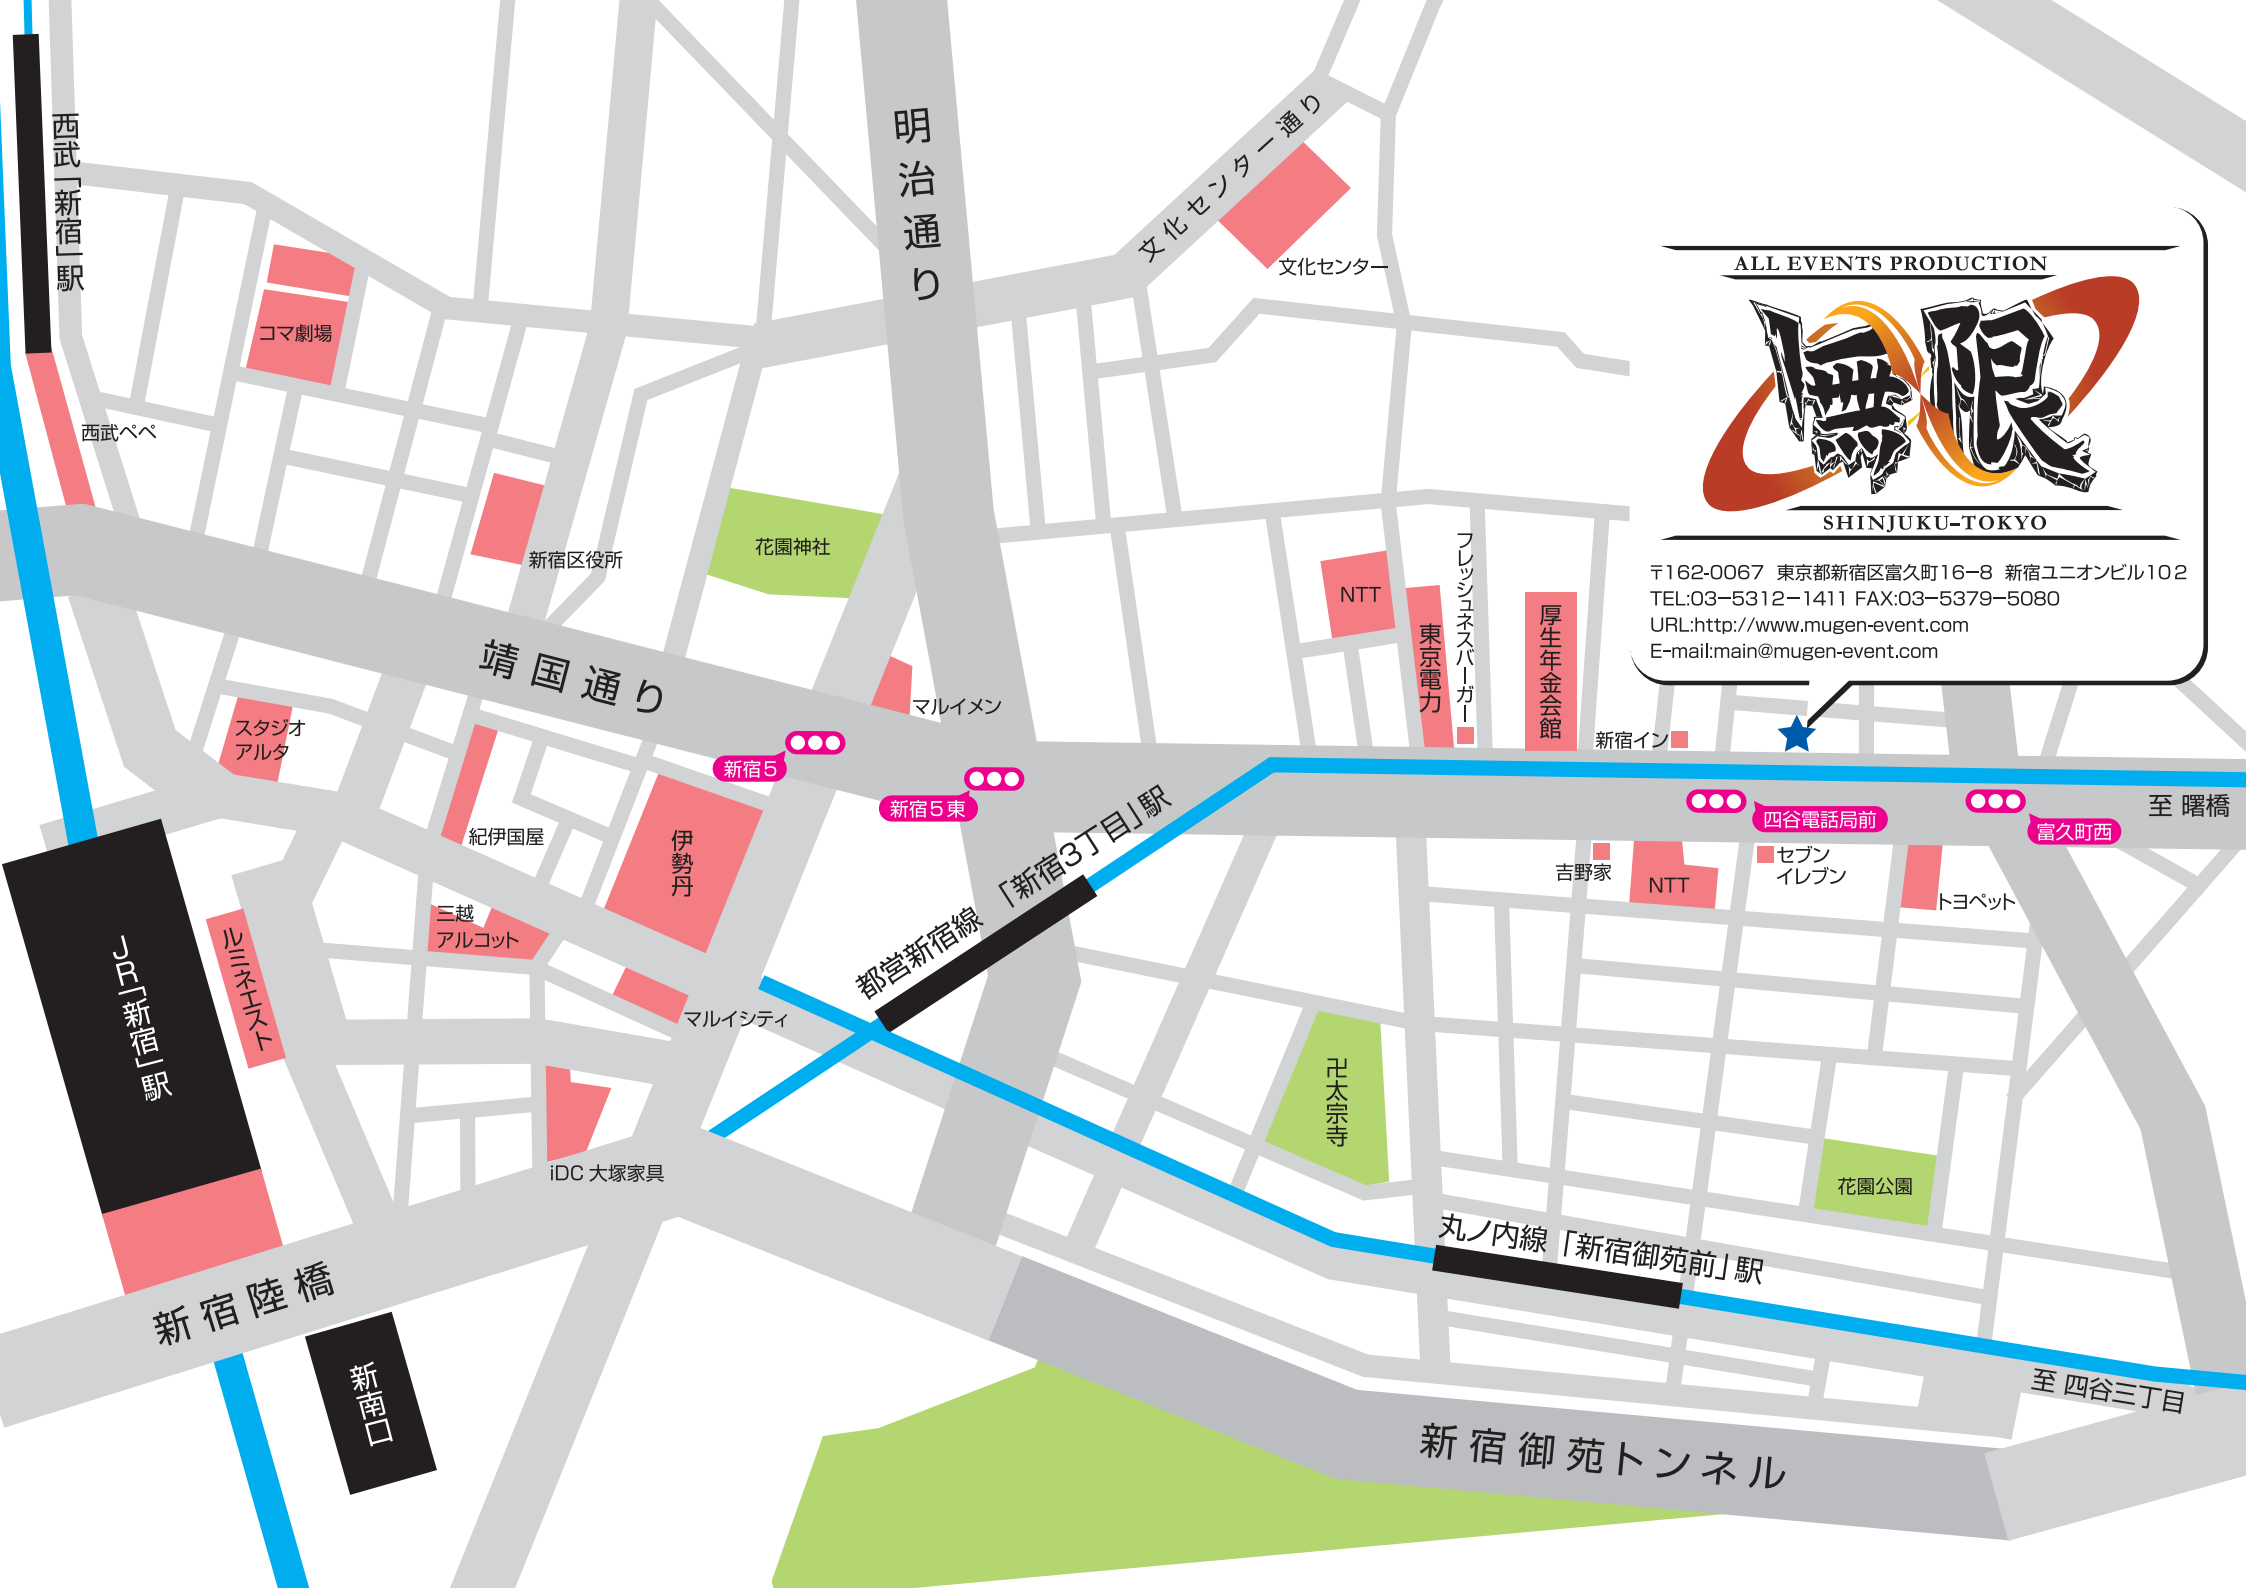 西武「新宿」駅
明治通り
文化センター通り
文化センター
コマ劇場
西武ペペ
新宿区役所
花園神社
ALL EVENTS PRODUCTION
無限
SHINJUKU-TOKYO
〒162-0067 東京都新宿区富久町16-8 新宿ユニオンビル102
TEL:03-5312-1411 FAX:03-5379-5080
URL:http://www.mugen-event.com
E-mail:main@mugen-event.com
NTT
東京電力
フレッシュネスバーガー
厚生年金会館
新宿イン
靖国通り
マルイメン
スタジオ
アルタ
新宿5
新宿5東
紀伊国屋
伊勢丹
都営新宿線 「新宿3丁目」駅
四谷電話局前
富久町西
至 曙橋
吉野家
NTT
セブン
イレブン
トヨペット
三越
アルコット
ルミネエスト
JR「新宿」駅
マルイシティ
卍太宗寺
花園公園
iDC 大塚家具
丸ノ内線「新宿御苑前」駅
新宿陸橋
新南口
至 四谷三丁目
新宿御苑トンネル